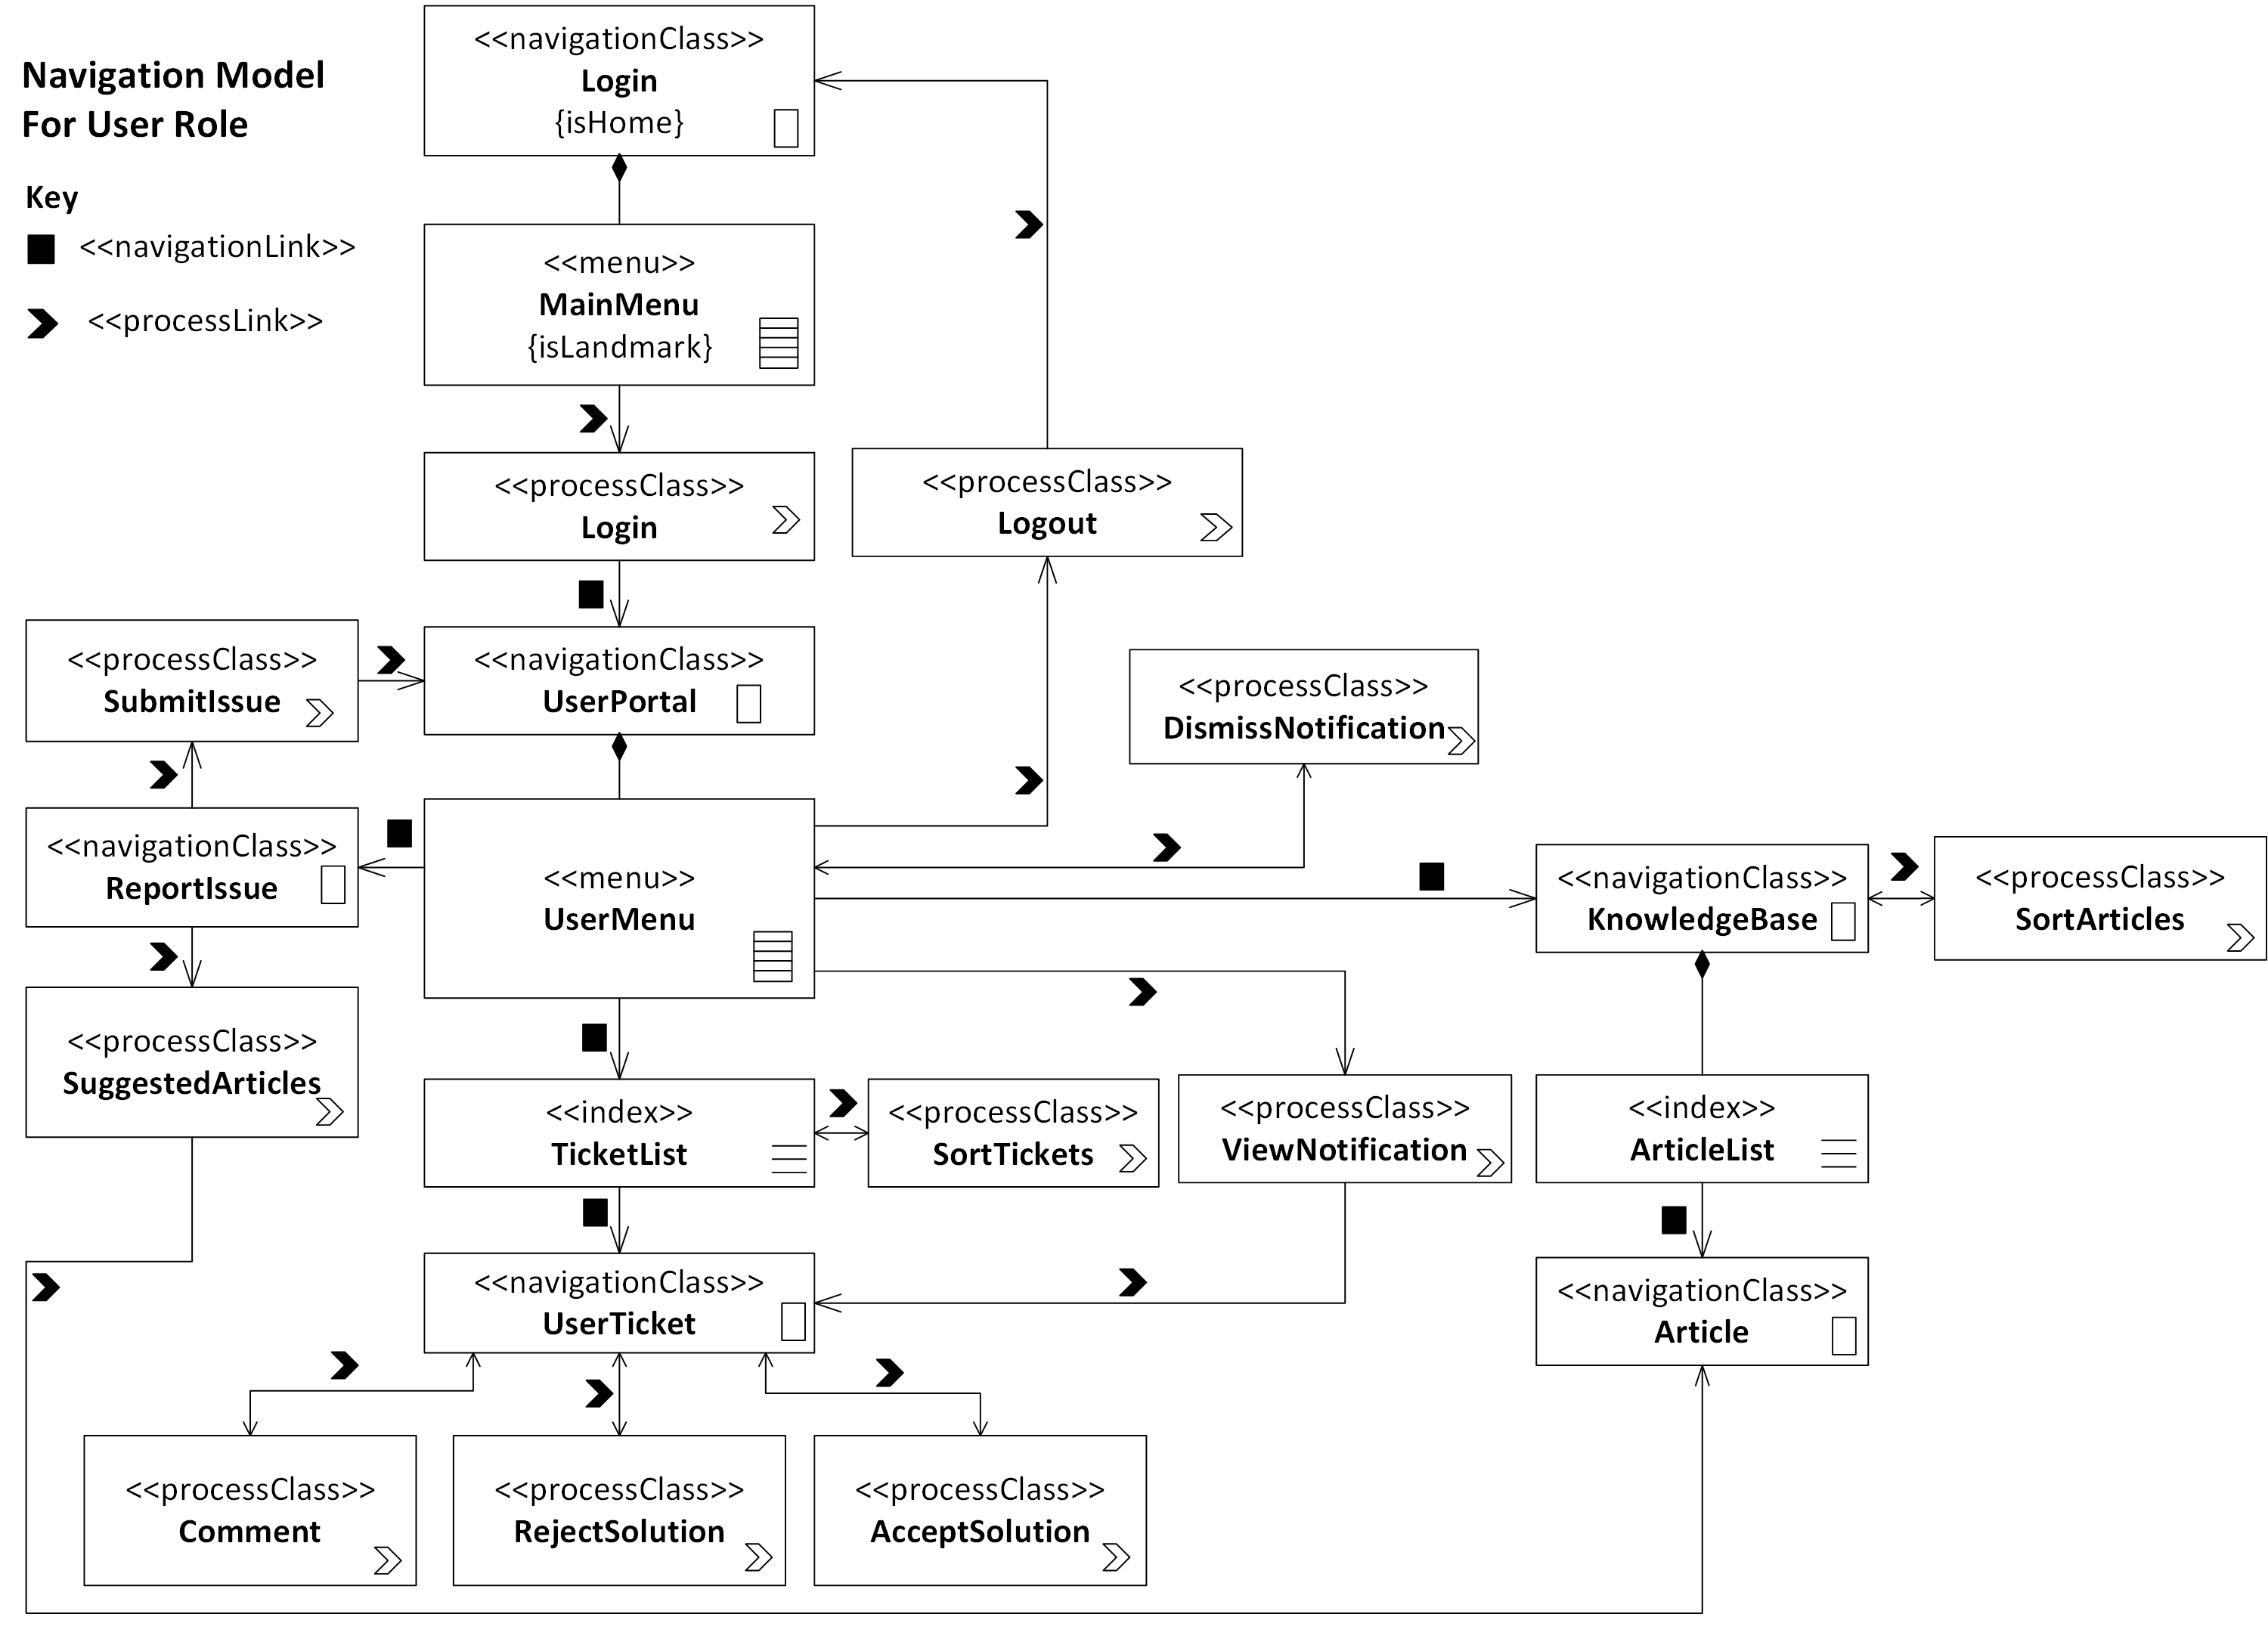 Navigation Model
For User Role
Key
<<navigationLink>>
<<processLink>>
<<navigationClass>>
Login
{isHome}
<<menu>>
MainMenu
{isLandmark}
<<processClass>>
Login
<<processClass>>
Logout
<<processClass>>
SubmitIssue
<<navigationClass>>
UserPortal
<<processClass>>
DismissNotification
<<navigationClass>>
ReportIssue
<<menu>>
UserMenu
<<navigationClass>>
KnowledgeBase
<<processClass>>
SortArticles
<<processClass>>
SuggestedArticles
<<index>>
TicketList
<<processClass>>
SortTickets
<<processClass>>
ViewNotification
<<index>>
ArticleList
<<navigationClass>>
UserTicket
<<navigationClass>>
Article
<<processClass>>
Comment
<<processClass>>
RejectSolution
<<processClass>>
AcceptSolution